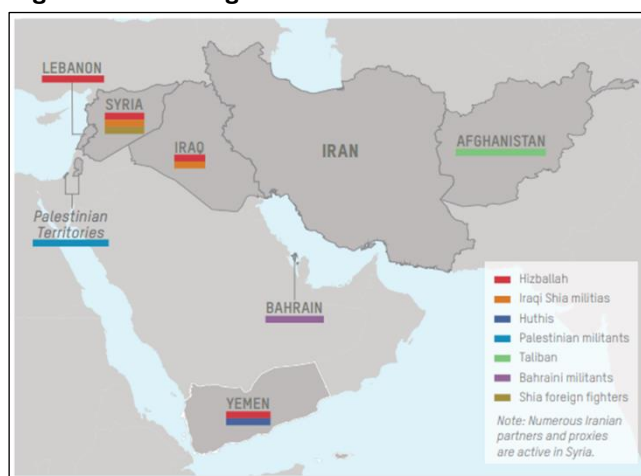 LEBANON
SYRIA
IRAQ
IRAN
AFGHANISTAN
Palestinian
Territories
BAHRAIN
YEMEN
Hizballah
Iraqi Shia militias
Huthis
Palestinian militants
Taliban
Bahraini militants
Shia foreign fighters
Note: Numerous Iranian
partners and proxies
are active in Syria.